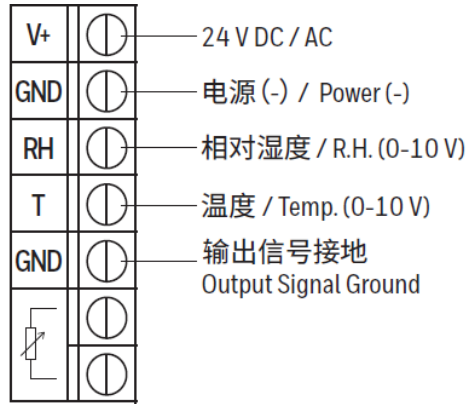 V+ 24 V DC / AC
GND 电源(-) / Power (-)
RH 相对湿度 / R.H. (0-10 V)
T 温度 / Temp. (0-10 V)
GND 输出信号接地
Output Signal Ground